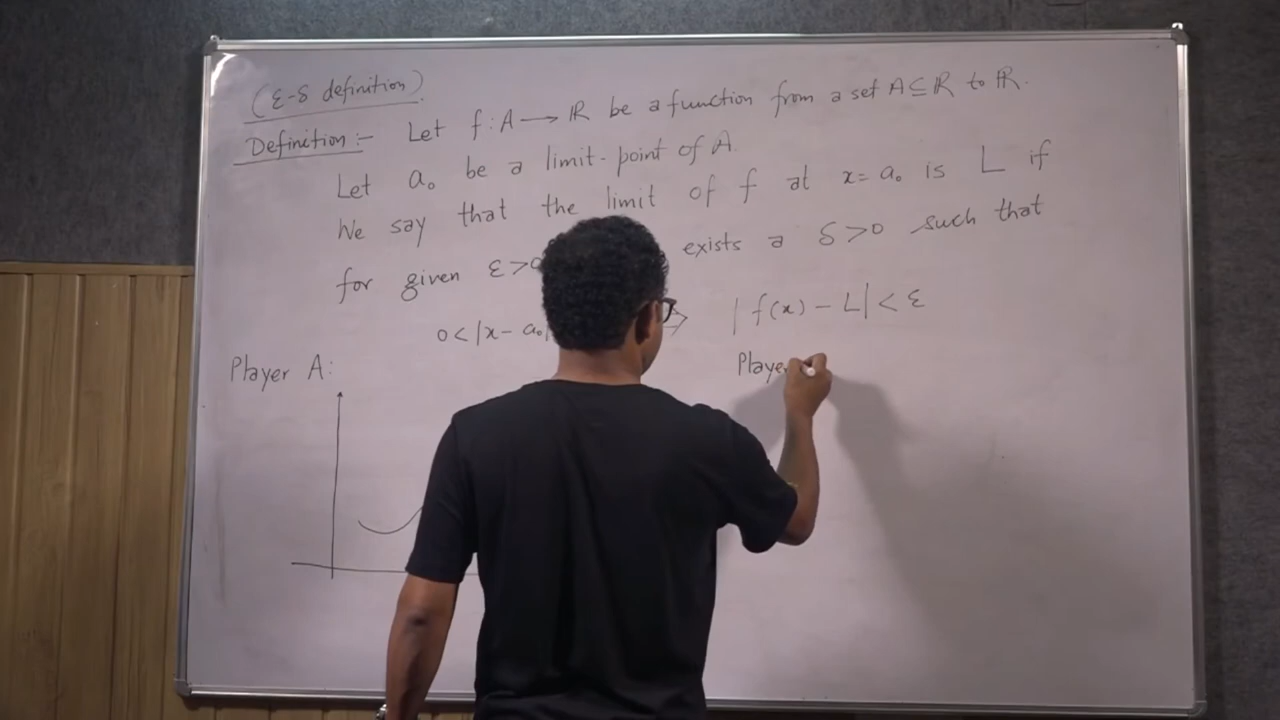 (ε-δ definition)
Definition :- Let f : A → ℝ be a function from a set A ⊆ ℝ to ℝ.
Let a₀ be a limit-point of A.
We say that the limit of f at x = a₀ is L if
for given ε > 0 exists a δ > 0 such that
0 < |x - a₀| ⇒ |f(x) - L| < ε
Player A:
Playe